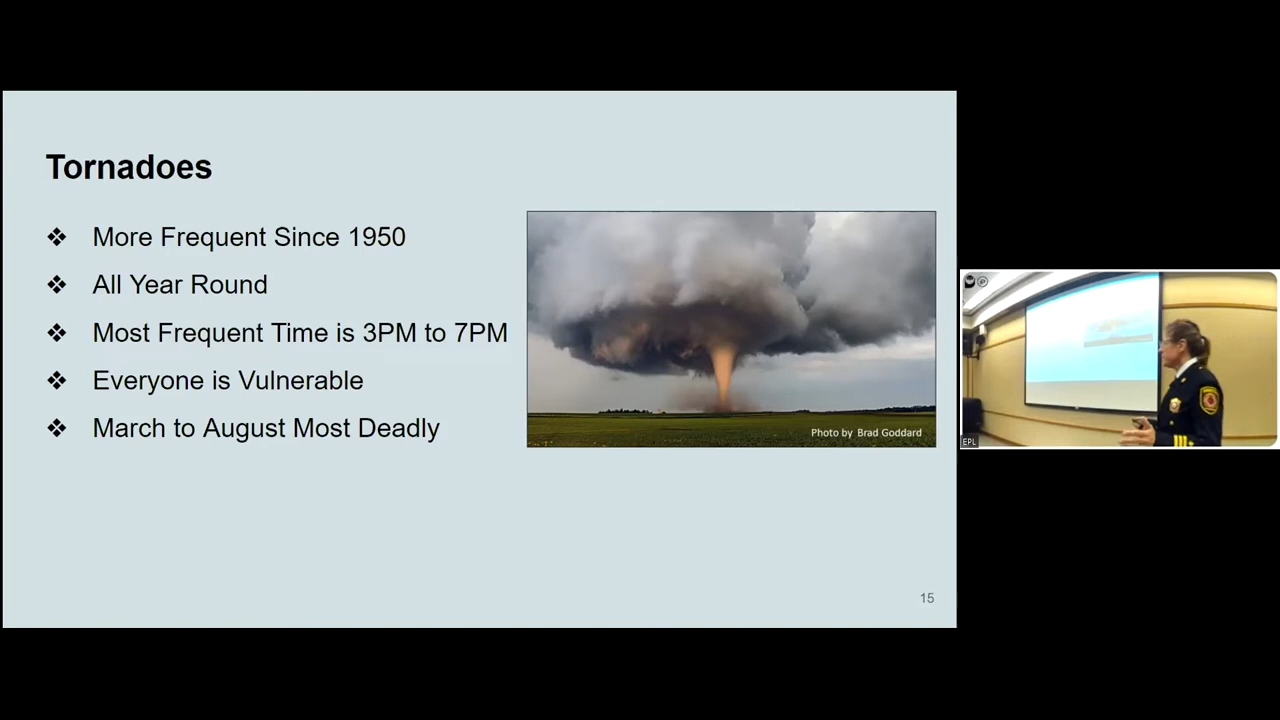 Tornadoes
❖ More Frequent Since 1950
❖ All Year Round
❖ Most Frequent Time is 3PM to 7PM
❖ Everyone is Vulnerable
❖ March to August Most Deadly
Photo by Brad Goddard
15
EPL